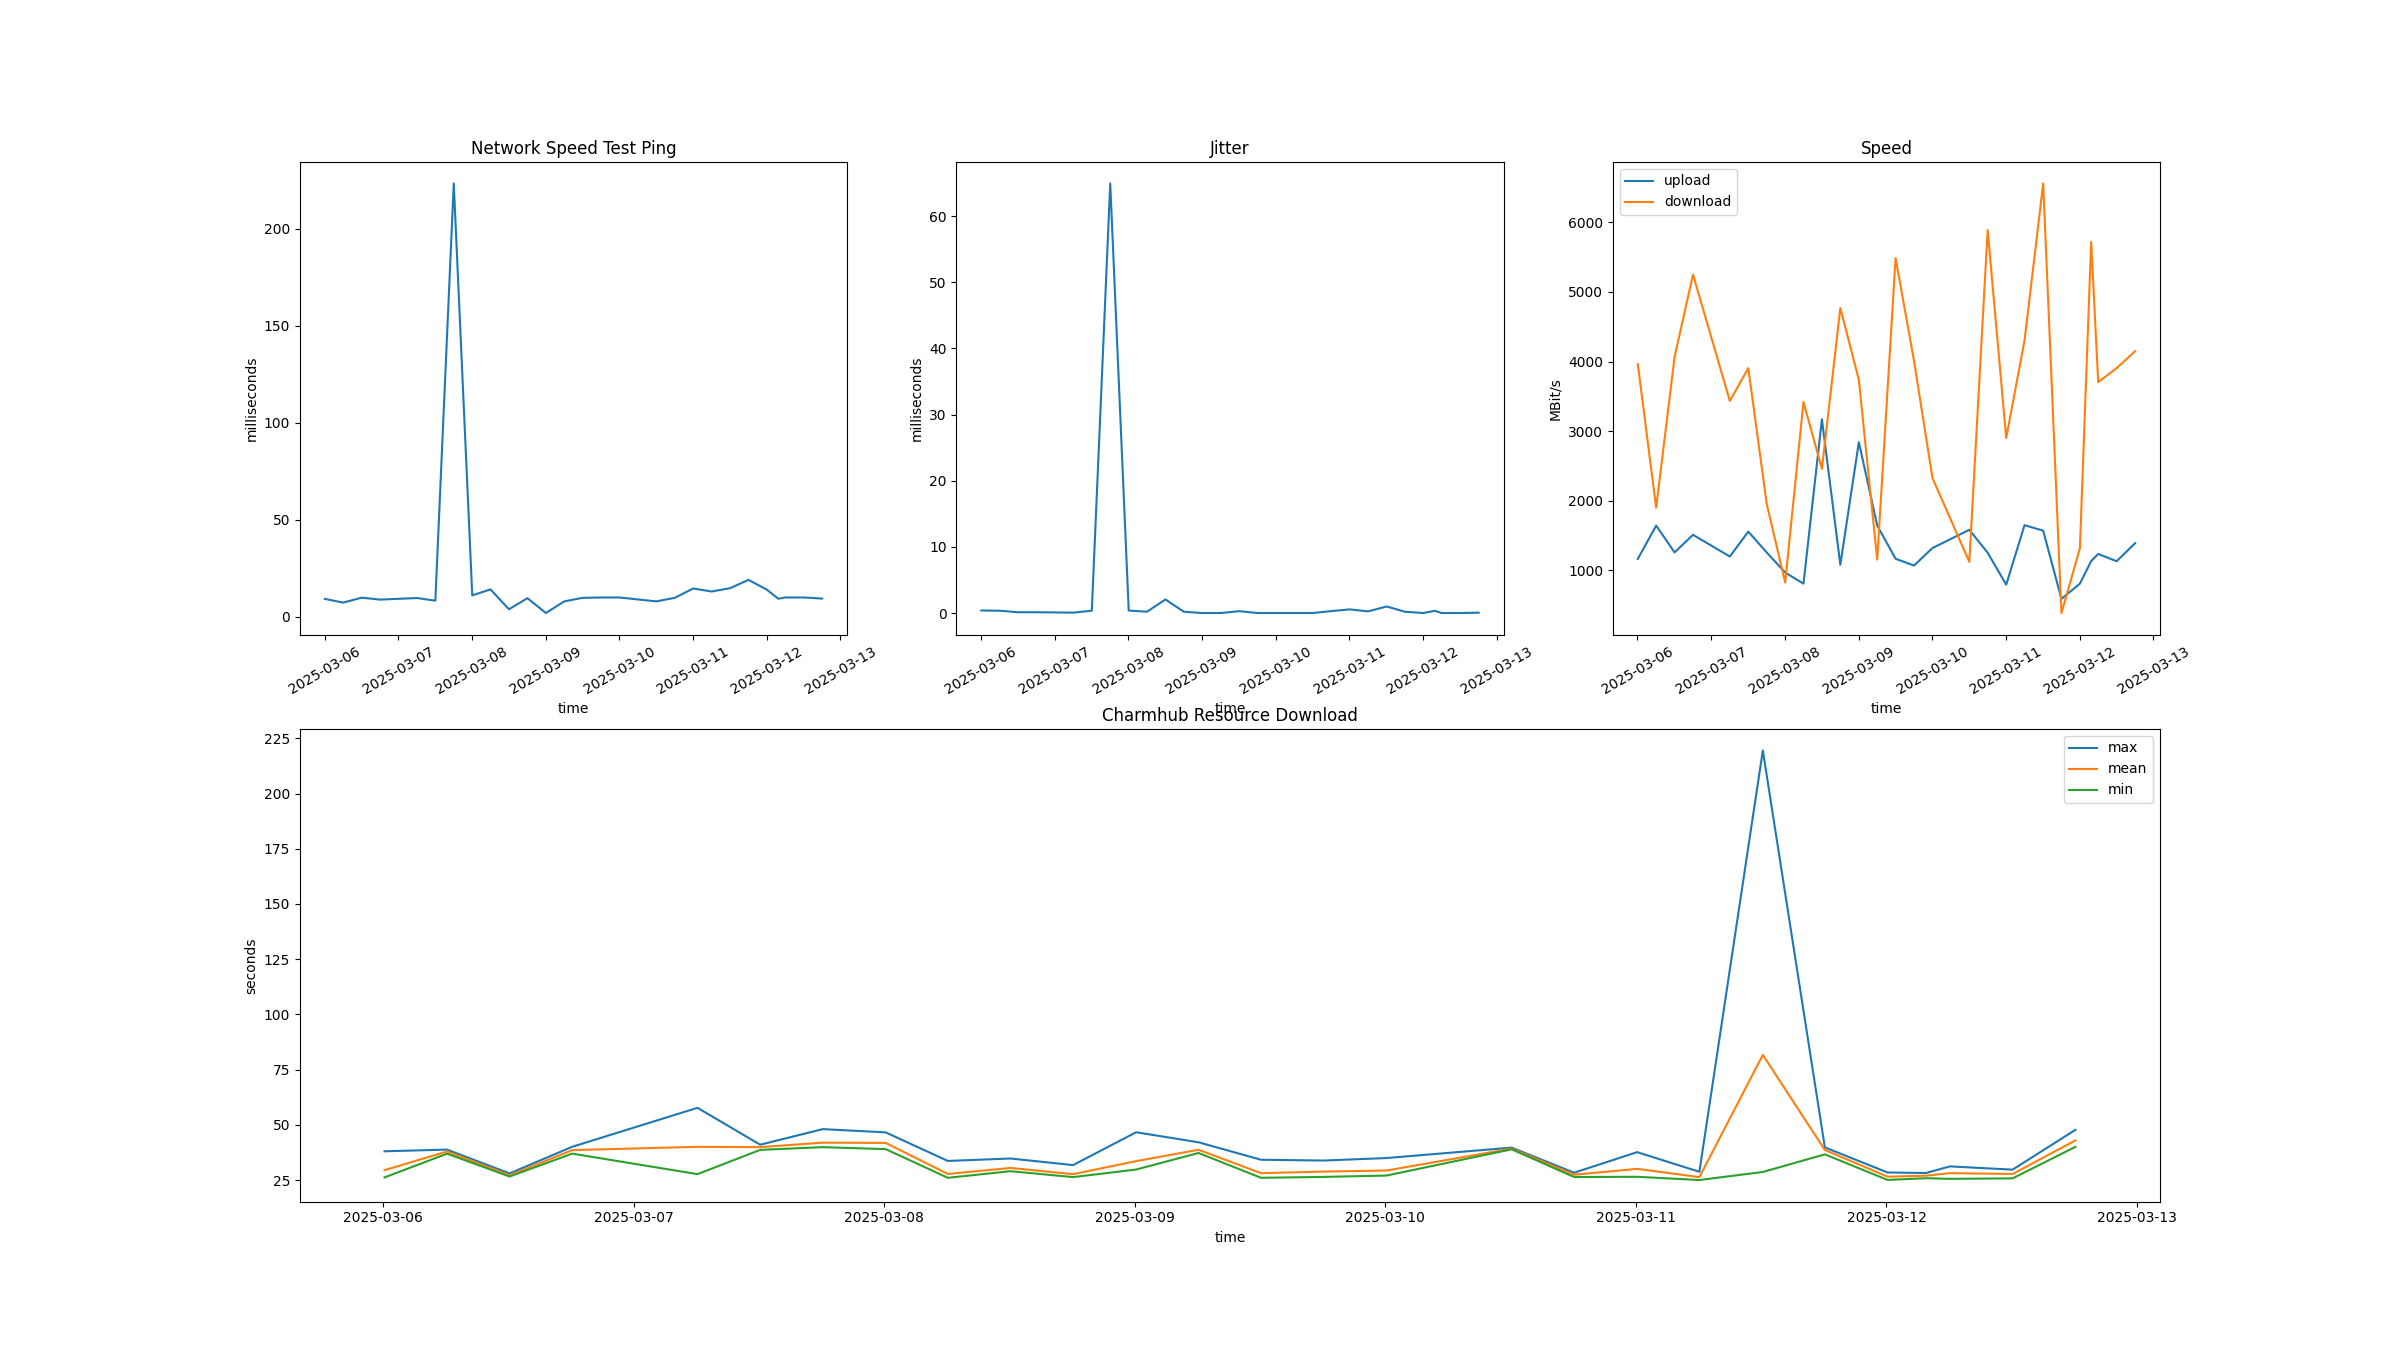 Network Speed Test Ping
milliseconds
200
150
100
50
0
2025-03-06 2025-03-07 2025-03-08 2025-03-09 2025-03-10 2025-03-11 2025-03-12 2025-03-13
time
Jitter
milliseconds
60
50
40
30
20
10
0
2025-03-06 2025-03-07 2025-03-08 2025-03-09 2025-03-10 2025-03-11 2025-03-12 2025-03-13
time
Speed
upload
download
MBit/s
6000
5000
4000
3000
2000
1000
2025-03-06 2025-03-07 2025-03-08 2025-03-09 2025-03-10 2025-03-11 2025-03-12 2025-03-13
time
Charmhub Resource Download
max
mean
min
seconds
225
200
175
150
125
100
75
50
25
2025-03-06 2025-03-07 2025-03-08 2025-03-09 2025-03-10 2025-03-11 2025-03-12 2025-03-13
time